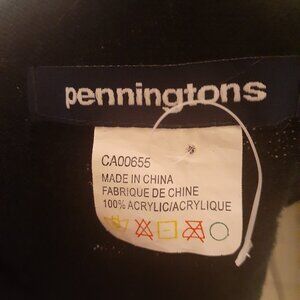 penningtons
CA00655
MADE IN CHINA
FABRIQUE DE CHINE
100% ACRYLIC/ACRYLIQUE